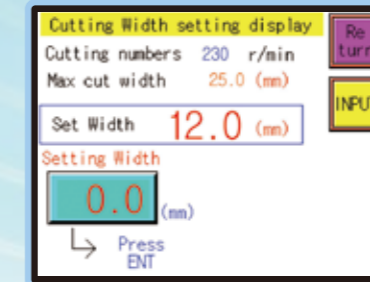 Cutting Width setting display
Re
turn
Cutting numbers 230 r/min
Max cut width 25.0 (mm)
INPUT
Set Width 12.0 (mm)
Setting Width
0.0 (mm)
Press
ENT